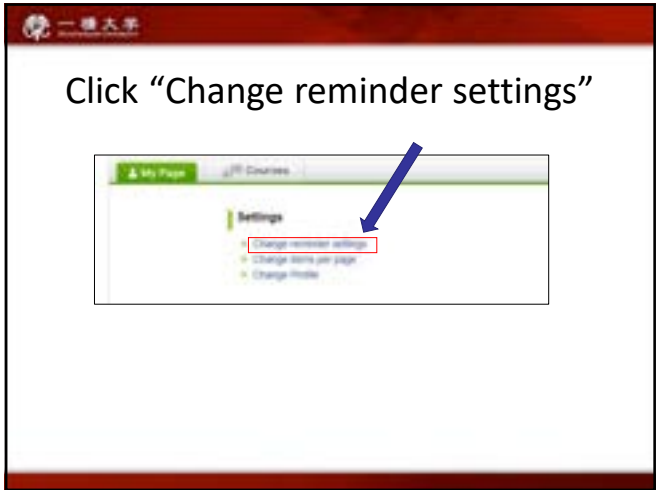 一橋大学
Click “Change reminder settings”
My Page
Courses
Settings
Change reminder settings
Change items per page
Change Profile